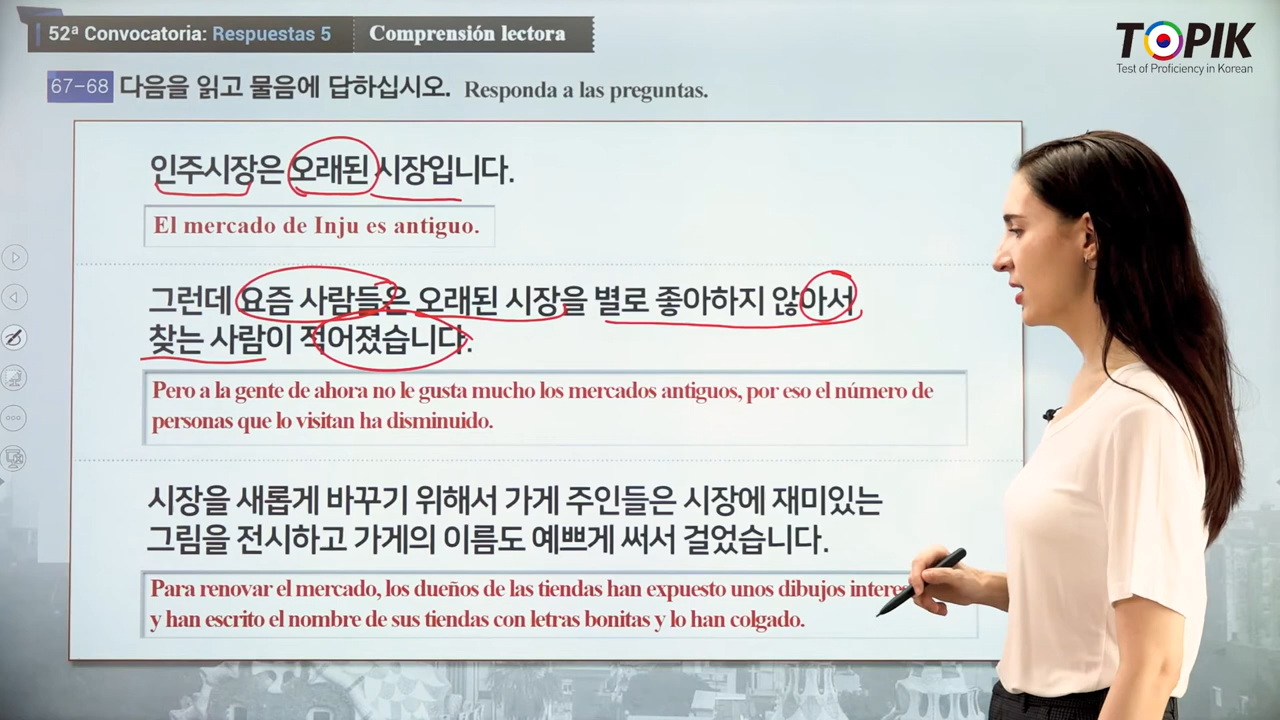 52ª Convocatoria: Respuestas 5 Comprensión lectora
TOPIK
Test of Proficiency in Korean
67-68 다음을 읽고 물음에 답하십시오. Responda a las preguntas.
인주시장은 오래된 시장입니다.
El mercado de Inju es antiguo.
그런데 요즘 사람들은 오래된 시장을 별로 좋아하지 않아서
찾는 사람이 적어졌습니다.
Pero a la gente de ahora no le gusta mucho los mercados antiguos, por eso el número de
personas que lo visitan ha disminuido.
시장을 새롭게 바꾸기 위해서 가게 주인들은 시장에 재미있는
그림을 전시하고 가게의 이름도 예쁘게 써서 걸었습니다.
Para renovar el mercado, los dueños de las tiendas han expuesto unos dibujos
y han escrito el nombre de sus tiendas con letras bonitas y lo han colgado.